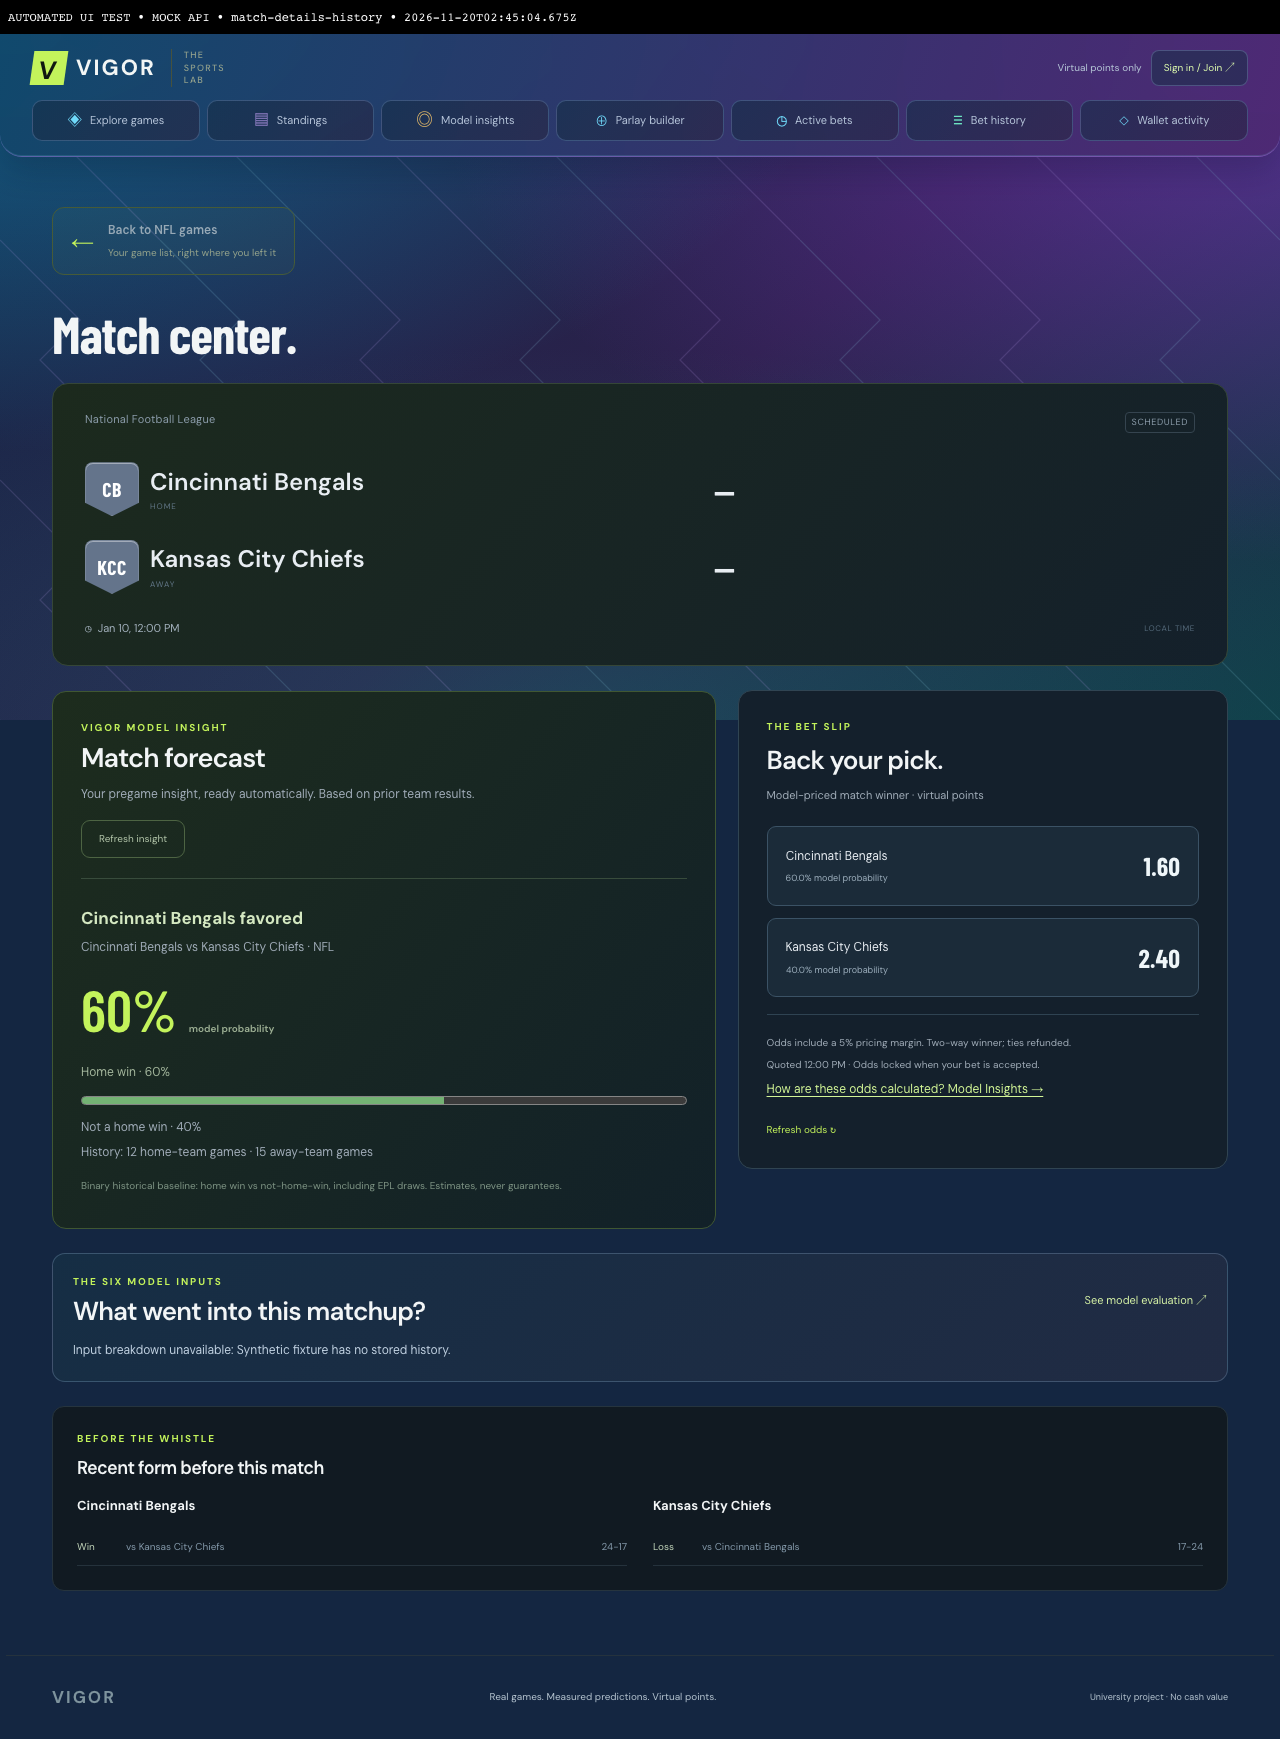 AUTOMATED UI TEST • MOCK API • match-details-history • 2026-11-20T02:45:04.675Z
V VIGOR
THE
SPORTS
LAB
Virtual points only
Sign in / Join ↗
Explore games
Standings
Model insights
Parlay builder
Active bets
Bet history
Wallet activity
← Back to NFL games
Your game list, right where you left it
Match center.
National Football League
SCHEDULED
CB
Cincinnati Bengals
HOME
–
KCC
Kansas City Chiefs
AWAY
–
Jan 10, 12:00 PM
LOCAL TIME
VIGOR MODEL INSIGHT
Match forecast
Your pregame insight, ready automatically. Based on prior team results.
Refresh insight
Cincinnati Bengals favored
Cincinnati Bengals vs Kansas City Chiefs · NFL
60% model probability
Home win · 60%
Not a home win · 40%
History: 12 home-team games · 15 away-team games
Binary historical baseline: home win vs not-home-win, including EPL draws. Estimates, never guarantees.
THE BET SLIP
Back your pick.
Model-priced match winner · virtual points
Cincinnati Bengals
60.0% model probability
1.60
Kansas City Chiefs
40.0% model probability
2.40
Odds include a 5% pricing margin. Two-way winner; ties refunded.
Quoted 12:00 PM · Odds locked when your bet is accepted.
How are these odds calculated? Model Insights →
Refresh odds ↻
THE SIX MODEL INPUTS
What went into this matchup?
See model evaluation ↗
Input breakdown unavailable: Synthetic fixture has no stored history.
BEFORE THE WHISTLE
Recent form before this match
Cincinnati Bengals
Win vs Kansas City Chiefs 24-17
Kansas City Chiefs
Loss vs Cincinnati Bengals 17-24
VIGOR
Real games. Measured predictions. Virtual points.
University project · No cash value